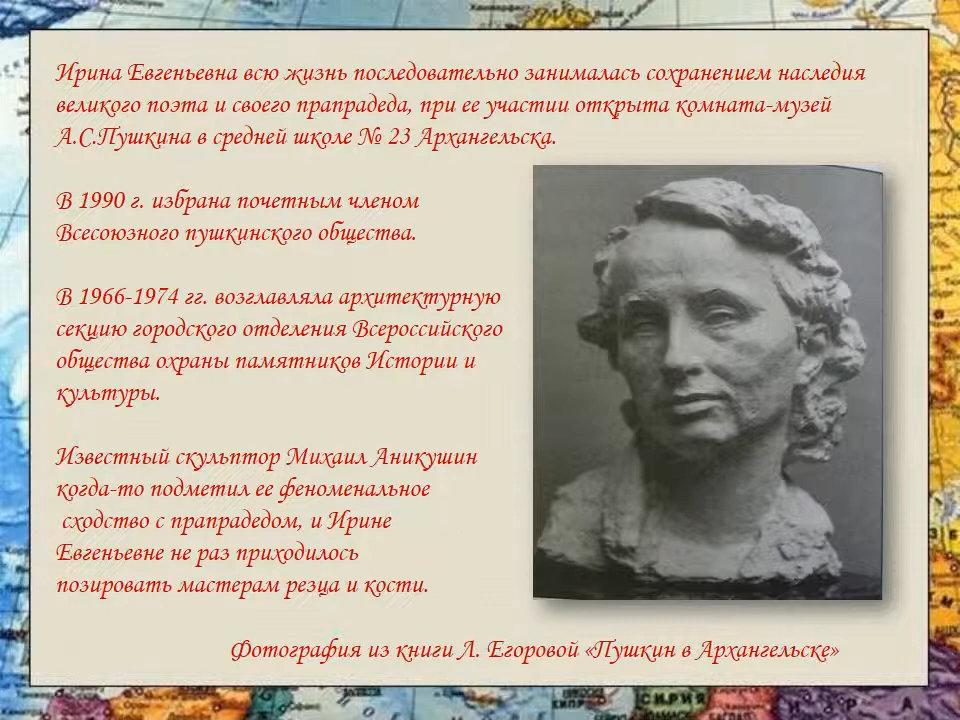 Ирина Евгеньевна всю жизнь последовательно занималась сохранением наследия
великого поэта и своего прапрадеда, при ее участии открыта комната-музей
А.С.Пушкина в средней школе № 23 Архангельска.
В 1990 г. избрана почетным членом
Всесоюзного пушкинского общества.
В 1966-1974 гг. возглавляла архитектурную
секцию городского отделения Всероссийского
общества охраны памятников Истории и
культуры.
Известный скульптор Михаил Аникушин
когда-то подметил ее феноменальное
сходство с прапрадедом, и Ирине
Евгеньевне не раз приходилось
позировать мастерам резца и кости.
Фотография из книги Л. Егоровой «Пушкин в Архангельске»
СИРИЯ